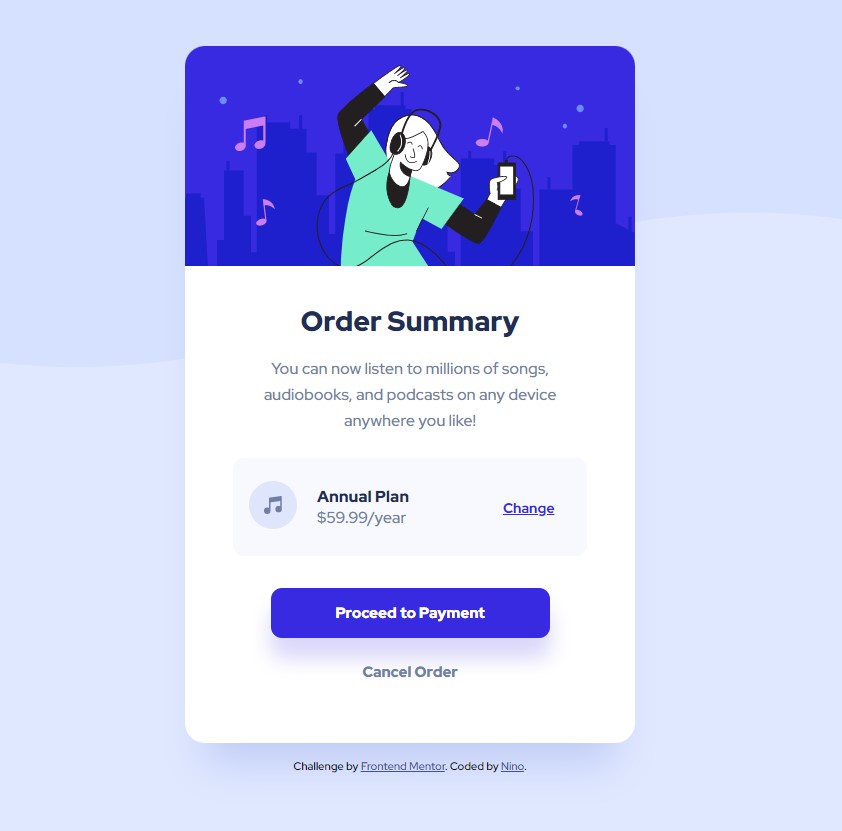 Order Summary
You can now listen to millions of songs,
audiobooks, and podcasts on any device
anywhere you like!
Annual Plan
$59.99/year
Change
Proceed to Payment
Cancel Order
Challenge by Frontend Mentor. Coded by Nino.